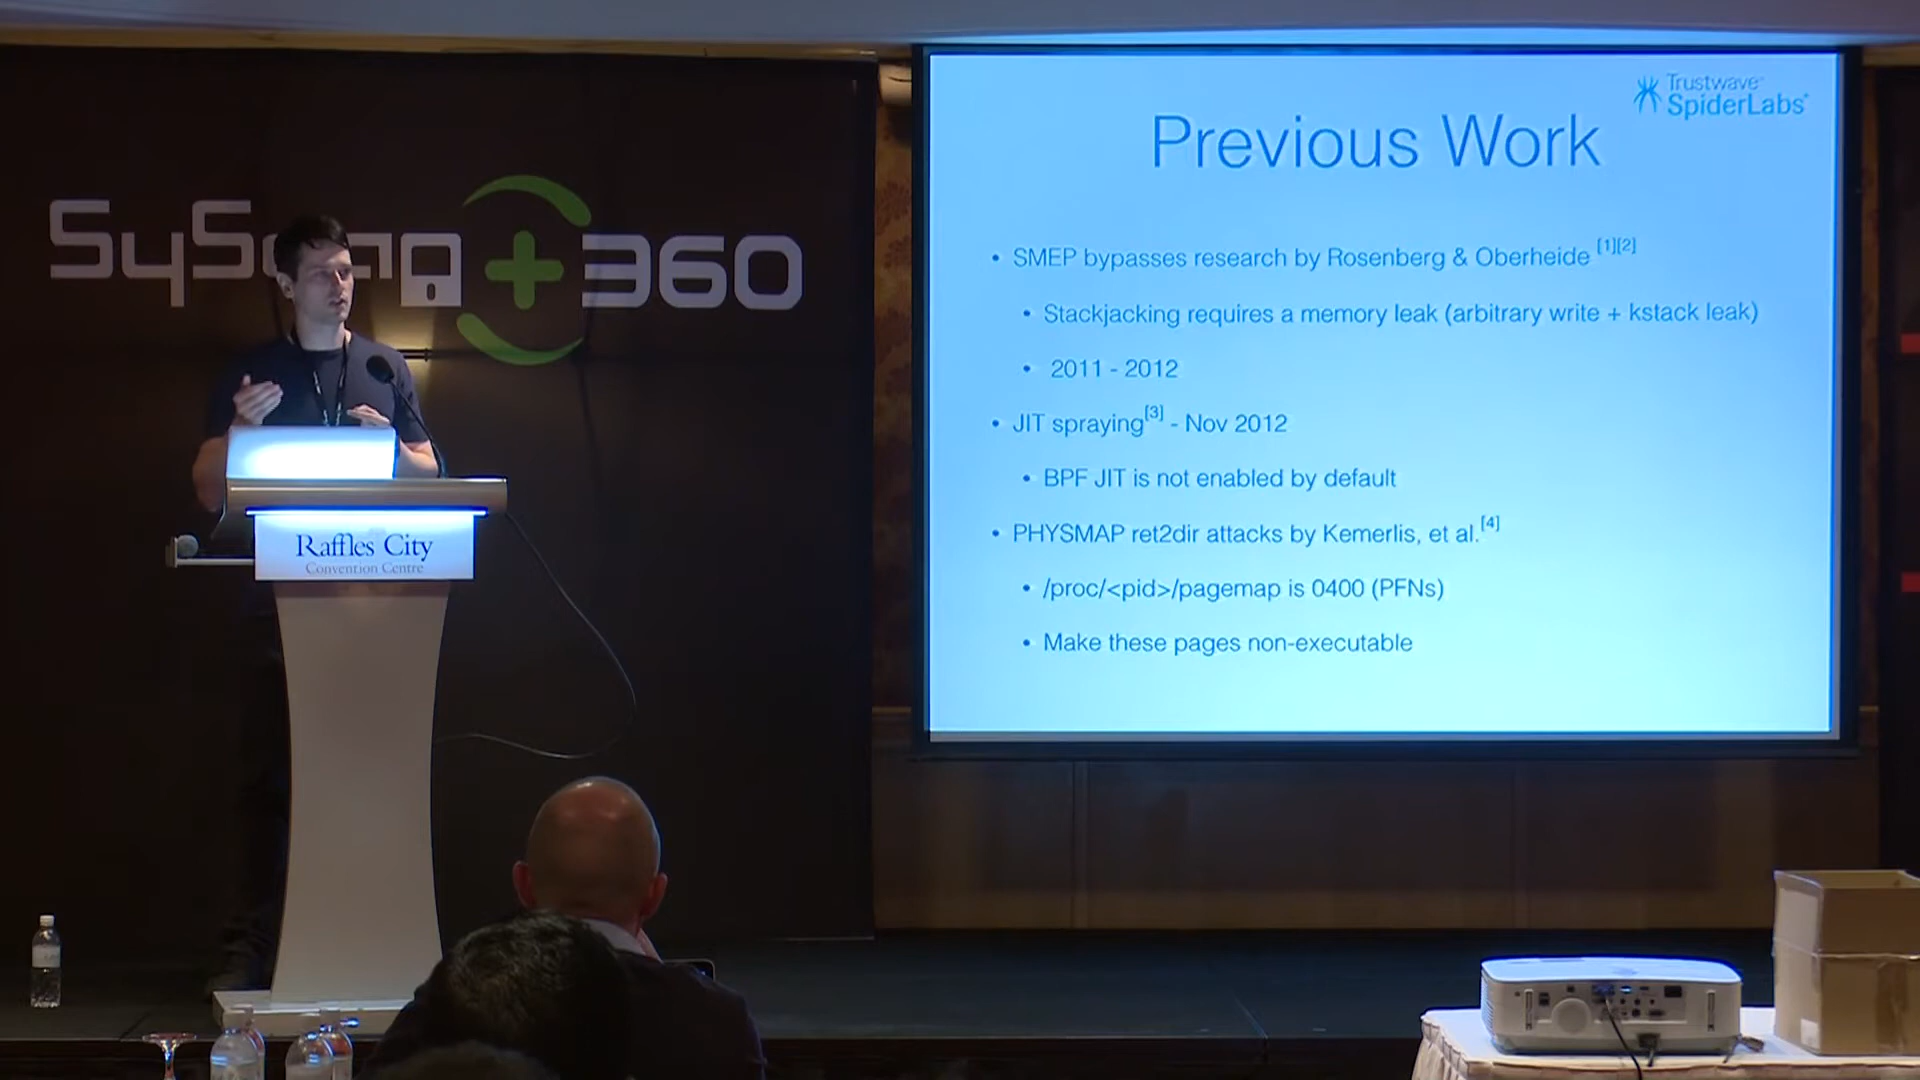 SyScan+360
Trustwave®
SpiderLabs®
Previous Work
• SMEP bypasses research by Rosenberg & Oberheide [1][2]
• Stackjacking requires a memory leak (arbitrary write + kstack leak)
• 2011 - 2012
• JIT spraying[3] - Nov 2012
• BPF JIT is not enabled by default
• PHYSMAP ret2dir attacks by Kemerlis, et al.[4]
• /proc/<pid>/pagemap is 0400 (PFNs)
• Make these pages non-executable
Raffles City
Convention Centre